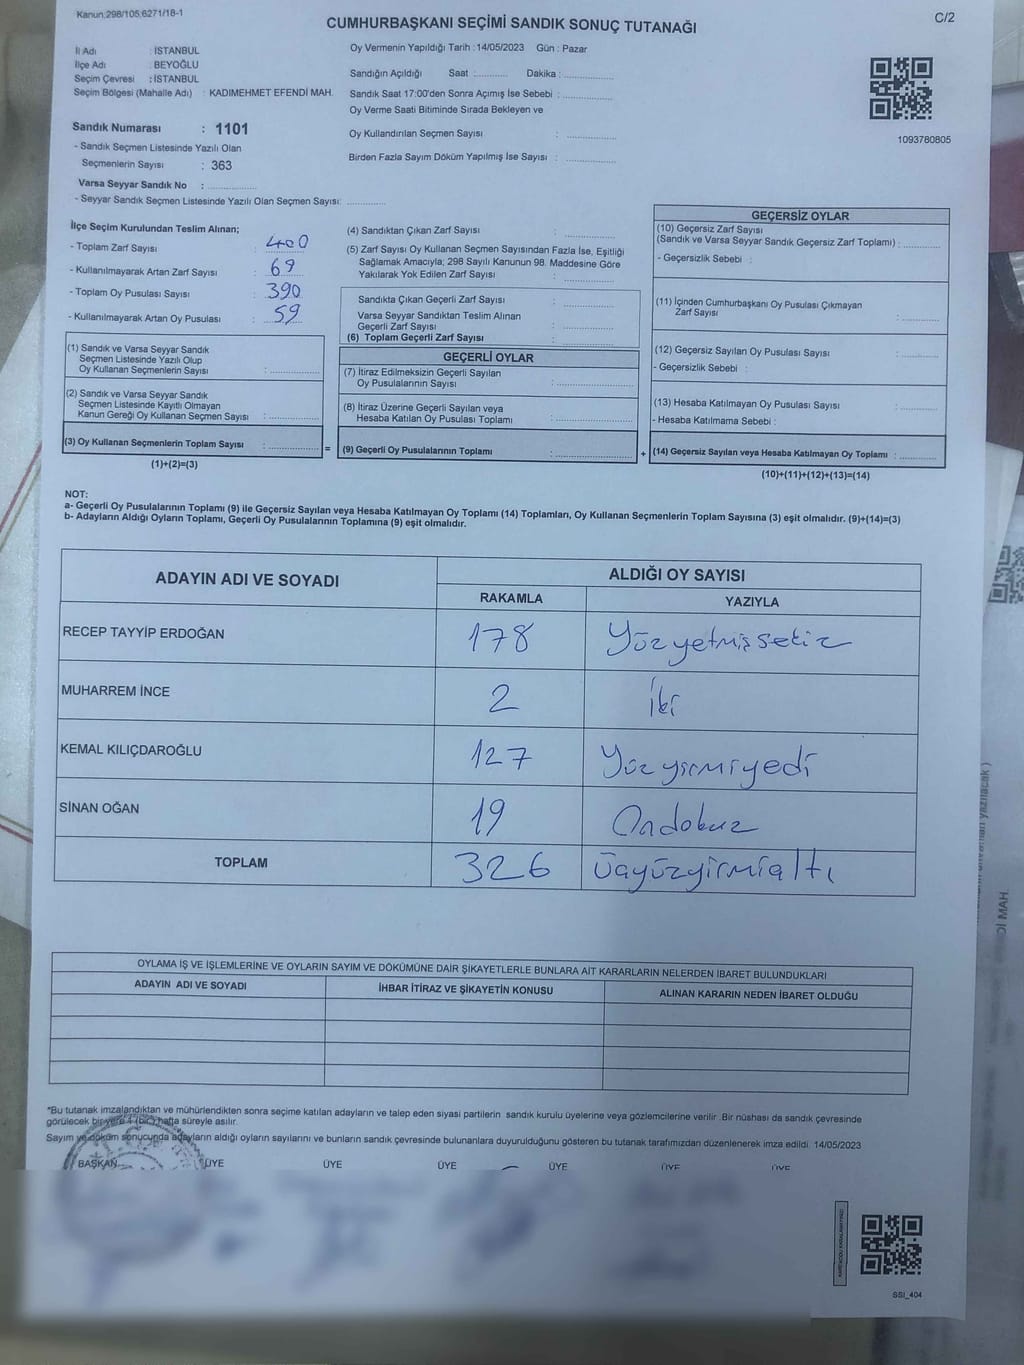 Kanun:298/105;6271/18-1
CUMHURBAŞKANI SEÇİMİ SANDIK SONUÇ TUTANAĞI
C/2
İl Adı : İSTANBUL
İlçe Adı : BEYOĞLU
Seçim Çevresi : İSTANBUL
Seçim Bölgesi (Mahalle Adı) : KADIMEHMET EFENDİ MAH.
Sandık Numarası : 1101
- Sandık Seçmen Listesinde Yazılı Olan
Seçmenlerin Sayısı : 363
Varsa Seyyar Sandık No : ................
- Seyyar Sandık Seçmen Listesinde Yazılı Olan Seçmen Sayısı: ............
Oy Vermenin Yapıldığı Tarih : 14/05/2023 Gün : Pazar
Sandığın Açıldığı Saat ............ Dakika : ................
Sandık Saat 17:00'den Sonra Açımış İse Sebebi : ................
Oy Verme Saati Bitiminde Sırada Bekleyen ve
Oy Kullandırılan Seçmen Sayısı : ................
Birden Fazla Sayım Döküm Yapılmış İse Sayısı : ................
1093780805
İlçe Seçim Kurulundan Teslim Alınan;
- Toplam Zarf Sayısı : 400
- Kullanılmayarak Artan Zarf Sayısı : 69
- Toplam Oy Pusulası Sayısı : 390
- Kullanılmayarak Artan Oy Pusulası : 59
(1) Sandık ve Varsa Seyyar Sandık
Seçmen Listesinde Yazılı Olup
Oy Kullanan Seçmenlerin Sayısı : ................
(2) Sandık ve Varsa Seyyar Sandık
Seçmen Listesinde Kayıtlı Olmayan
Kanun Gereği Oy Kullanan Seçmen Sayısı : ................
(3) Oy Kullanan Seçmenlerin Toplam Sayısı : ................
(1)+(2)=(3)
=
(4) Sandıktan Çıkan Zarf Sayısı : ................
(5) Zarf Sayısı Oy Kullanan Seçmen Sayısından Fazla İse, Eşitliği
Sağlamak Amacıyla; 298 Sayılı Kanunun 98. Maddesine Göre
Yakılarak Yok Edilen Zarf Sayısı : ................
Sandıkta Çıkan Geçerli Zarf Sayısı : ................
Varsa Seyyar Sandıktan Teslim Alınan
Geçerli Zarf Sayısı : ................
(6) Toplam Geçerli Zarf Sayısı : ................
GEÇERLİ OYLAR
(7) İtiraz Edilmeksizin Geçerli Sayılan
Oy Pusulalarının Sayısı : ................
(8) İtiraz Üzerine Geçerli Sayılan veya
Hesaba Katılan Oy Pusulası Toplamı : ................
(9) Geçerli Oy Pusulalarının Toplamı : ................
+
GEÇERSİZ OYLAR
(10) Geçersiz Zarf Sayısı
(Sandık ve Varsa Seyyar Sandık Geçersiz Zarf Toplamı) : ............
- Geçersizlik Sebebi :
(11) İçinden Cumhurbaşkanı Oy Pusulası Çıkmayan
Zarf Sayısı : ............
(12) Geçersiz Sayılan Oy Pusulası Sayısı : ............
- Geçersizlik Sebebi :
(13) Hesaba Katılmayan Oy Pusulası Sayısı : ............
- Hesaba Katılmama Sebebi :
(14) Geçersiz Sayılan veya Hesaba Katılmayan Oy Toplamı : ............
(10)+(11)+(12)+(13)=(14)
NOT:
a- Geçerli Oy Pusulalarının Toplamı (9) ile Geçersiz Sayılan veya Hesaba Katılmayan Oy Toplamı (14) Toplamları, Oy Kullanan Seçmenlerin Toplam Sayısına (3) eşit olmalıdır. (9)+(14)=(3)
b- Adayların Aldığı Oyların Toplamı, Geçerli Oy Pusulalarının Toplamına (9) eşit olmalıdır.
ADAYIN ADI VE SOYADI
ALDIĞI OY SAYISI
RAKAMLA YAZIYLA
RECEP TAYYİP ERDOĞAN 178 Yüzyetmişsekiz
MUHARREM İNCE 2 İki
KEMAL KILIÇDAROĞLU 127 Yüzyirmiyedi
SİNAN OĞAN 19 Ondokuz
TOPLAM 326 üçyüzyirmialtı
OYLAMA İŞ VE İŞLEMLERİNE VE OYLARIN SAYIM VE DÖKÜMÜNE DAİR ŞİKAYETLERLE BUNLARA AİT KARARLARIN NELERDEN İBARET BULUNDUKLARI
ADAYIN ADI VE SOYADI İHBAR İTİRAZ VE ŞİKAYETİN KONUSU ALINAN KARARIN NEDEN İBARET OLDUĞU
*Bu tutanak imzalandıktan ve mühürlendikten sonra seçime katılan adayların ve talep eden siyasi partilerin sandık kurulu üyelerine veya gözlemcilerine verilir .Bir nüshası da sandık çevresinde
görülecek bir yere 1 (bir) hafta süreyle asılır.
Sayım ve döküm sonucunda adayların aldığı oyların sayılarını ve bunların sandık çevresinde bulunanlara duyurulduğunu gösteren bu tutanak tarafımızdan düzenlenerek imza edildi. 14/05/2023
BAŞKAN ÜYE ÜYE ÜYE ÜYE ÜYE ÜYE
SSI_404
Dİ MAH.